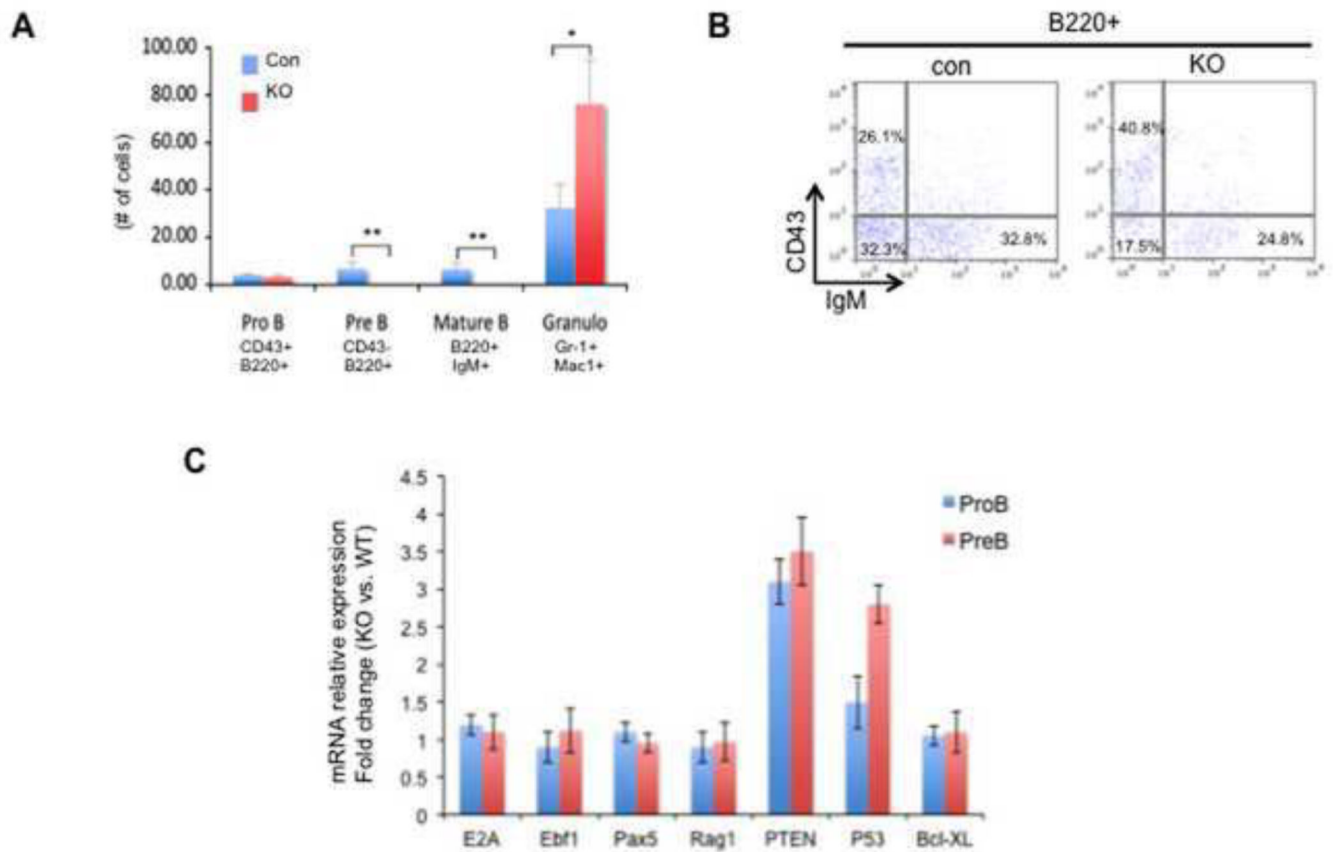 A
100.00
80.00
60.00
40.00
20.00
0.00
(# of cells)
Con
KO
*
**
**
Pro B
CD43+
B220+
Pre B
CD43-
B220+
Mature B
B220+
IgM+
Granulo
Gr-1+
Mac1+
B
B220+
con
KO
26.1%
32.3%
32.8%
40.8%
17.5%
24.8%
CD43
IgM
C
4.5
4
3.5
3
2.5
2
1.5
1
0.5
0
mRNA relative expression
Fold change (KO vs. WT)
ProB
PreB
E2A
Ebf1
Pax5
Rag1
PTEN
P53
Bcl-XL